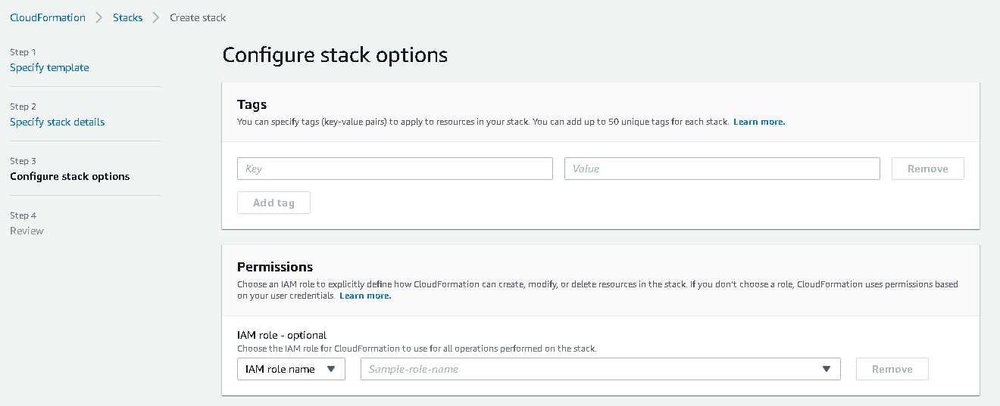 CloudFormation > Stacks > Create stack
Step 1
Specify template
Step 2
Specify stack details
Step 3
Configure stack options
Step 4
Review
Configure stack options
Tags
You can specify tags (key-value pairs) to apply to resources in your stack. You can add up to 50 unique tags for each stack. Learn more.
Key Value Remove
Add tag
Permissions
Choose an IAM role to explicitly define how CloudFormation can create, modify, or delete resources in the stack. If you don't choose a role, CloudFormation uses permissions based
on your user credentials. Learn more.
IAM role - optional
Choose the IAM role for CloudFormation to use for all operations performed on the stack.
IAM role name Sample-role-name Remove